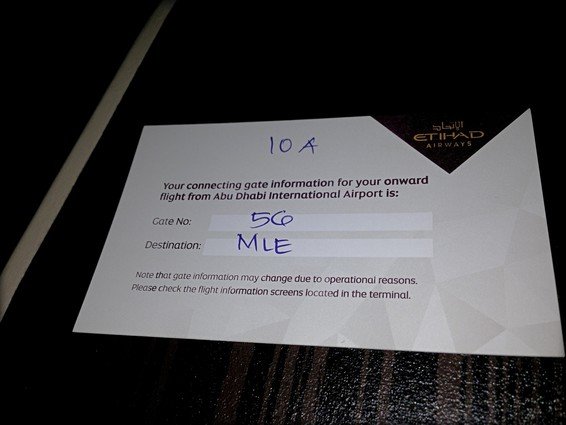 الإتحاد
ETIHAD
AIRWAYS
10A
Your connecting gate information for your onward
flight from Abu Dhabi International Airport is:
Gate No: 56
Destination: MLE
Note that gate information may change due to operational reasons.
Please check the flight information screens located in the terminal.